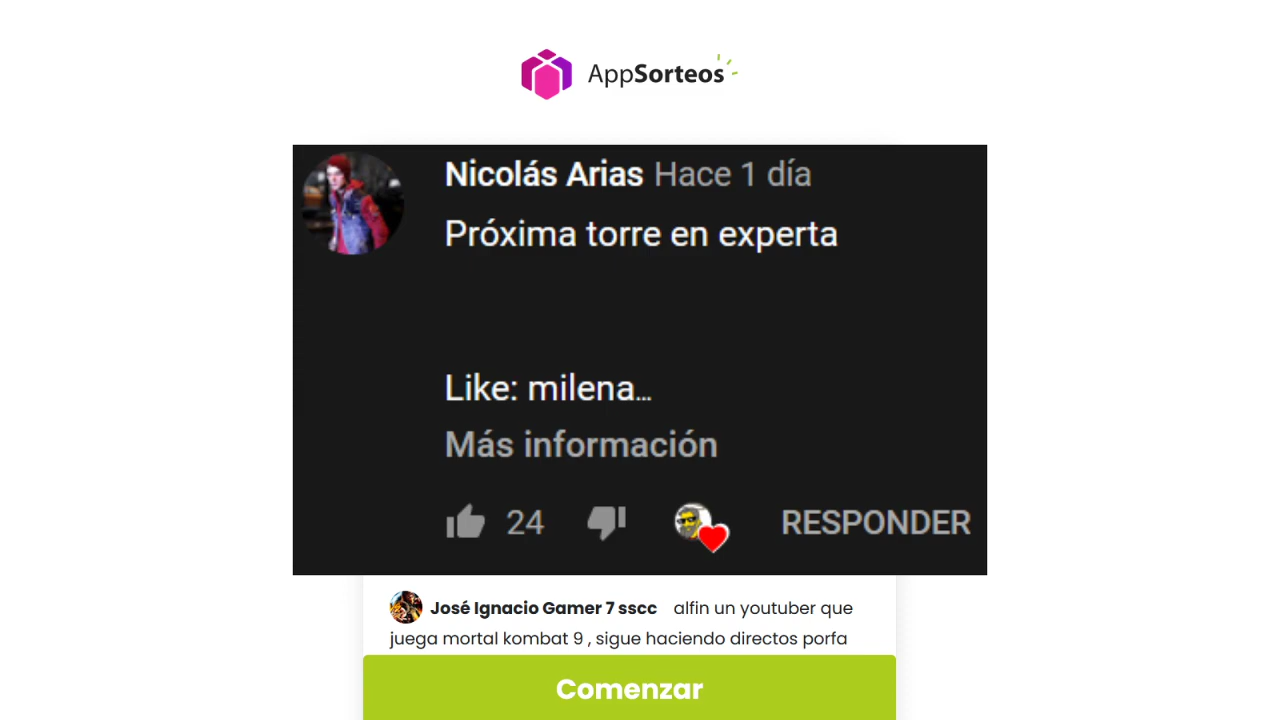 AppSorteos
Nicolás Arias Hace 1 día
Próxima torre en experta
Like: milena...
Más información
24 RESPONDER
José Ignacio Gamer 7 sscc alfin un youtuber que
juega mortal kombat 9 , sigue haciendo directos porfa
Comenzar